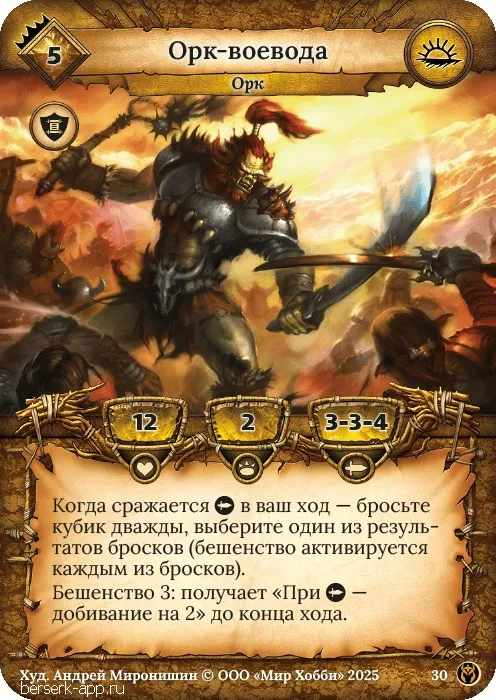 5
Орк-воевода
Орк
12
2
3-3-4
Когда сражается в ваш ход — бросьте
кубик дважды, выберите один из резуль-
татов бросков (бешенство активируется
каждым из бросков).
Бешенство 3: получает «При —
добивание на 2» до конца хода.
Худ. Андрей Миронишин © ООО «Мир Хобби» 2025
30
berserk-app.ru